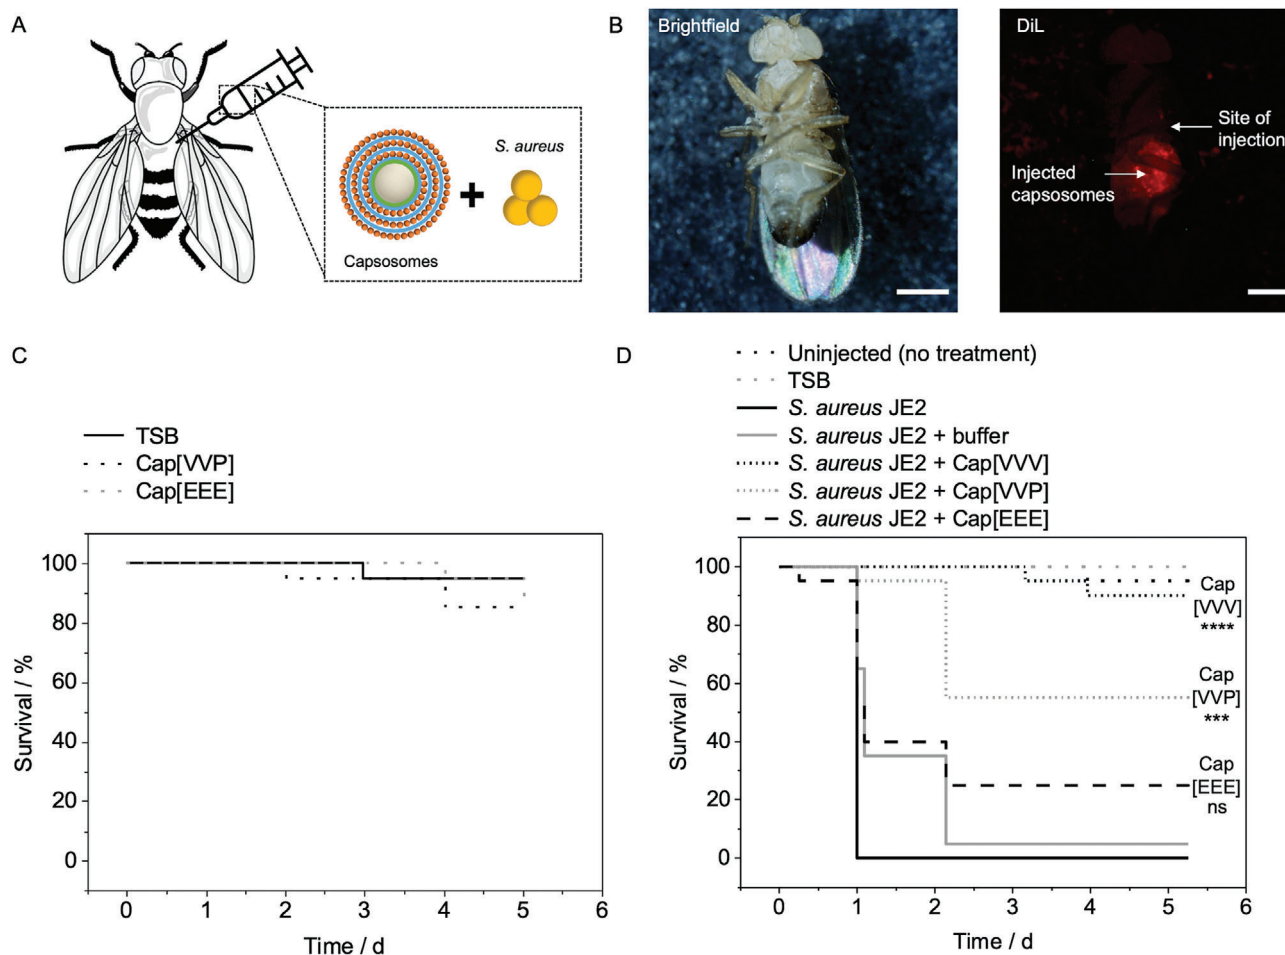 A
S. aureus
Capsosomes
B
Brightfield
DiL
Site of
injection
Injected
capsosomes
C
TSB
Cap[VVP]
Cap[EEE]
Survival / %
100
80
60
40
20
0
0 1 2 3 4 5 6
Time / d
D
Uninjected (no treatment)
TSB
S. aureus JE2
S. aureus JE2 + buffer
S. aureus JE2 + Cap[VVV]
S. aureus JE2 + Cap[VVP]
S. aureus JE2 + Cap[EEE]
Survival / %
100
80
60
40
20
0
Cap
[VVV]
****
Cap
[VVP]
***
Cap
[EEE]
ns
0 1 2 3 4 5 6
Time / d